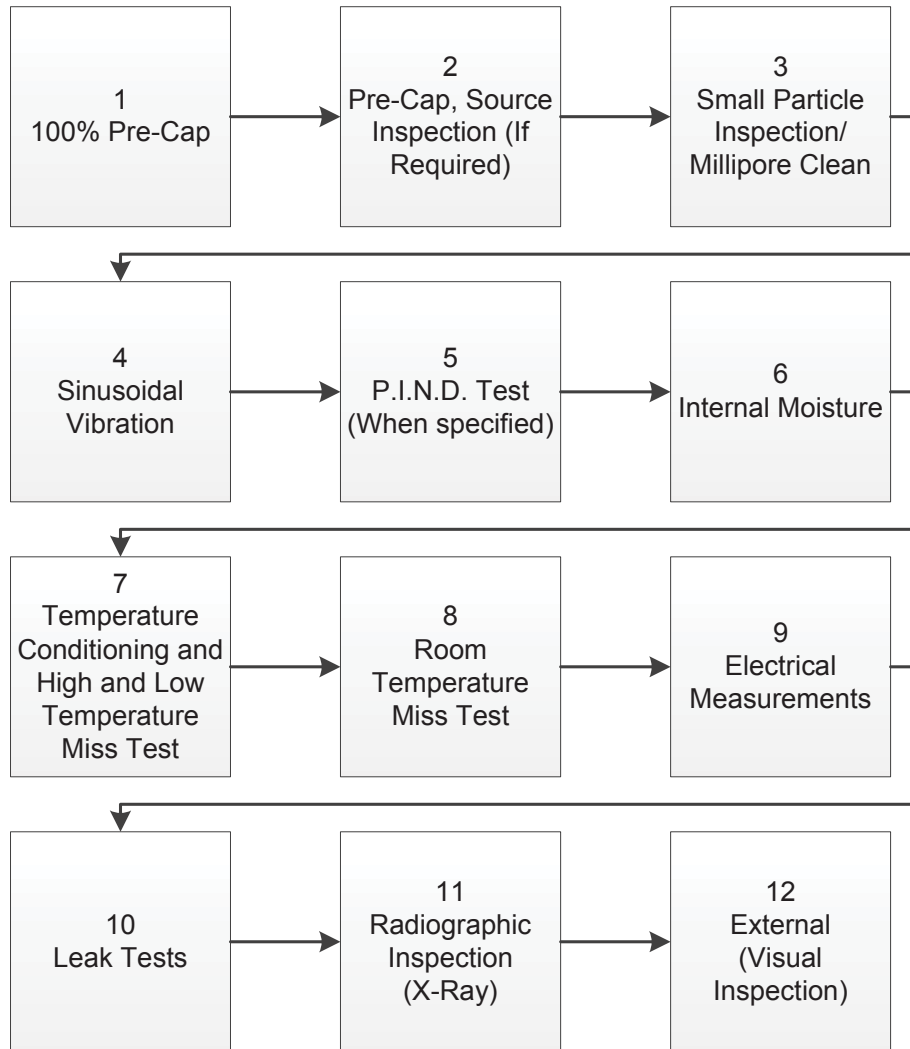 1
100% Pre-Cap
2
Pre-Cap, Source
Inspection (If
Required)
3
Small Particle
Inspection/
Millipore Clean
4
Sinusoidal
Vibration
5
P.I.N.D. Test
(When specified)
6
Internal Moisture
7
Temperature
Conditioning and
High and Low
Temperature
Miss Test
8
Room
Temperature
Miss Test
9
Electrical
Measurements
10
Leak Tests
11
Radiographic
Inspection
(X-Ray)
12
External
(Visual
Inspection)